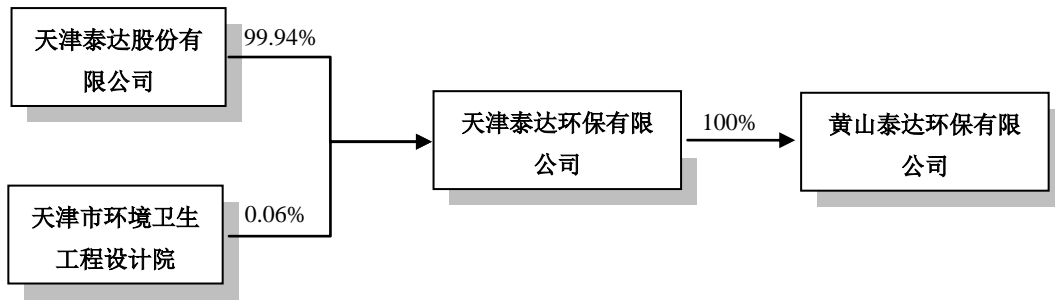 天津泰达股份有
限公司
99.94%
天津市环境卫生
工程设计院
0.06%
天津泰达环保有限
公司
100%
黄山泰达环保有限
公司